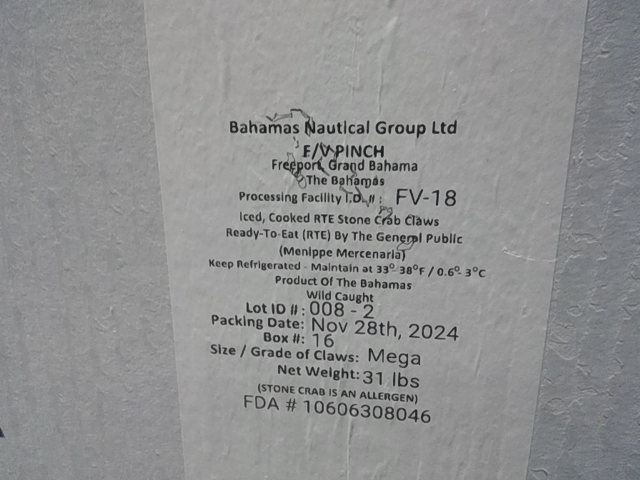 Bahamas Nautical Group Ltd
F/V PINCH
Freeport, Grand Bahama
The Bahamas
Processing Facility I.D. #: FV-18
Iced, Cooked RTE Stone Crab Claws
Ready-To-Eat (RTE) By The General Public
(Menippe Mercenaria)
Keep Refrigerated - Maintain at 33°-38°F / 0.6°-3°C
Product Of The Bahamas
Wild Caught
Lot ID #: 008 - 2
Packing Date: Nov 28th, 2024
Box #: 16
Size / Grade of Claws: Mega
Net Weight: 31 lbs
(STONE CRAB IS AN ALLERGEN)
FDA # 10606308046